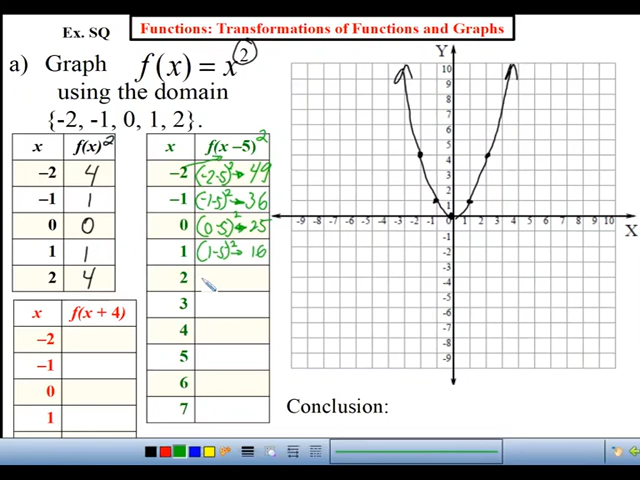 Ex. SQ
Functions: Transformations of Functions and Graphs
a) Graph f(x) = x²
using the domain
{-2, -1, 0, 1, 2}.
x f(x)²
–2 4
–1 1
0 0
1 1
2 4
x f(x –5)²
–2 (-2-5)² → 49
–1 (-1-5)² → 36
0 (0-5)² → 25
1 (1-5)² → 16
2
3
4
5
6
7
x f(x + 4)
–2
–1
0
1
Y
10
9
8
7
6
5
4
3
2
1
-9 -8 -7 -6 -5 -4 -3 -2 -1 1 2 3 4 5 6 7 8 9 10
X
-1
-2
-3
-4
-5
-6
-7
-8
-9
Conclusion: